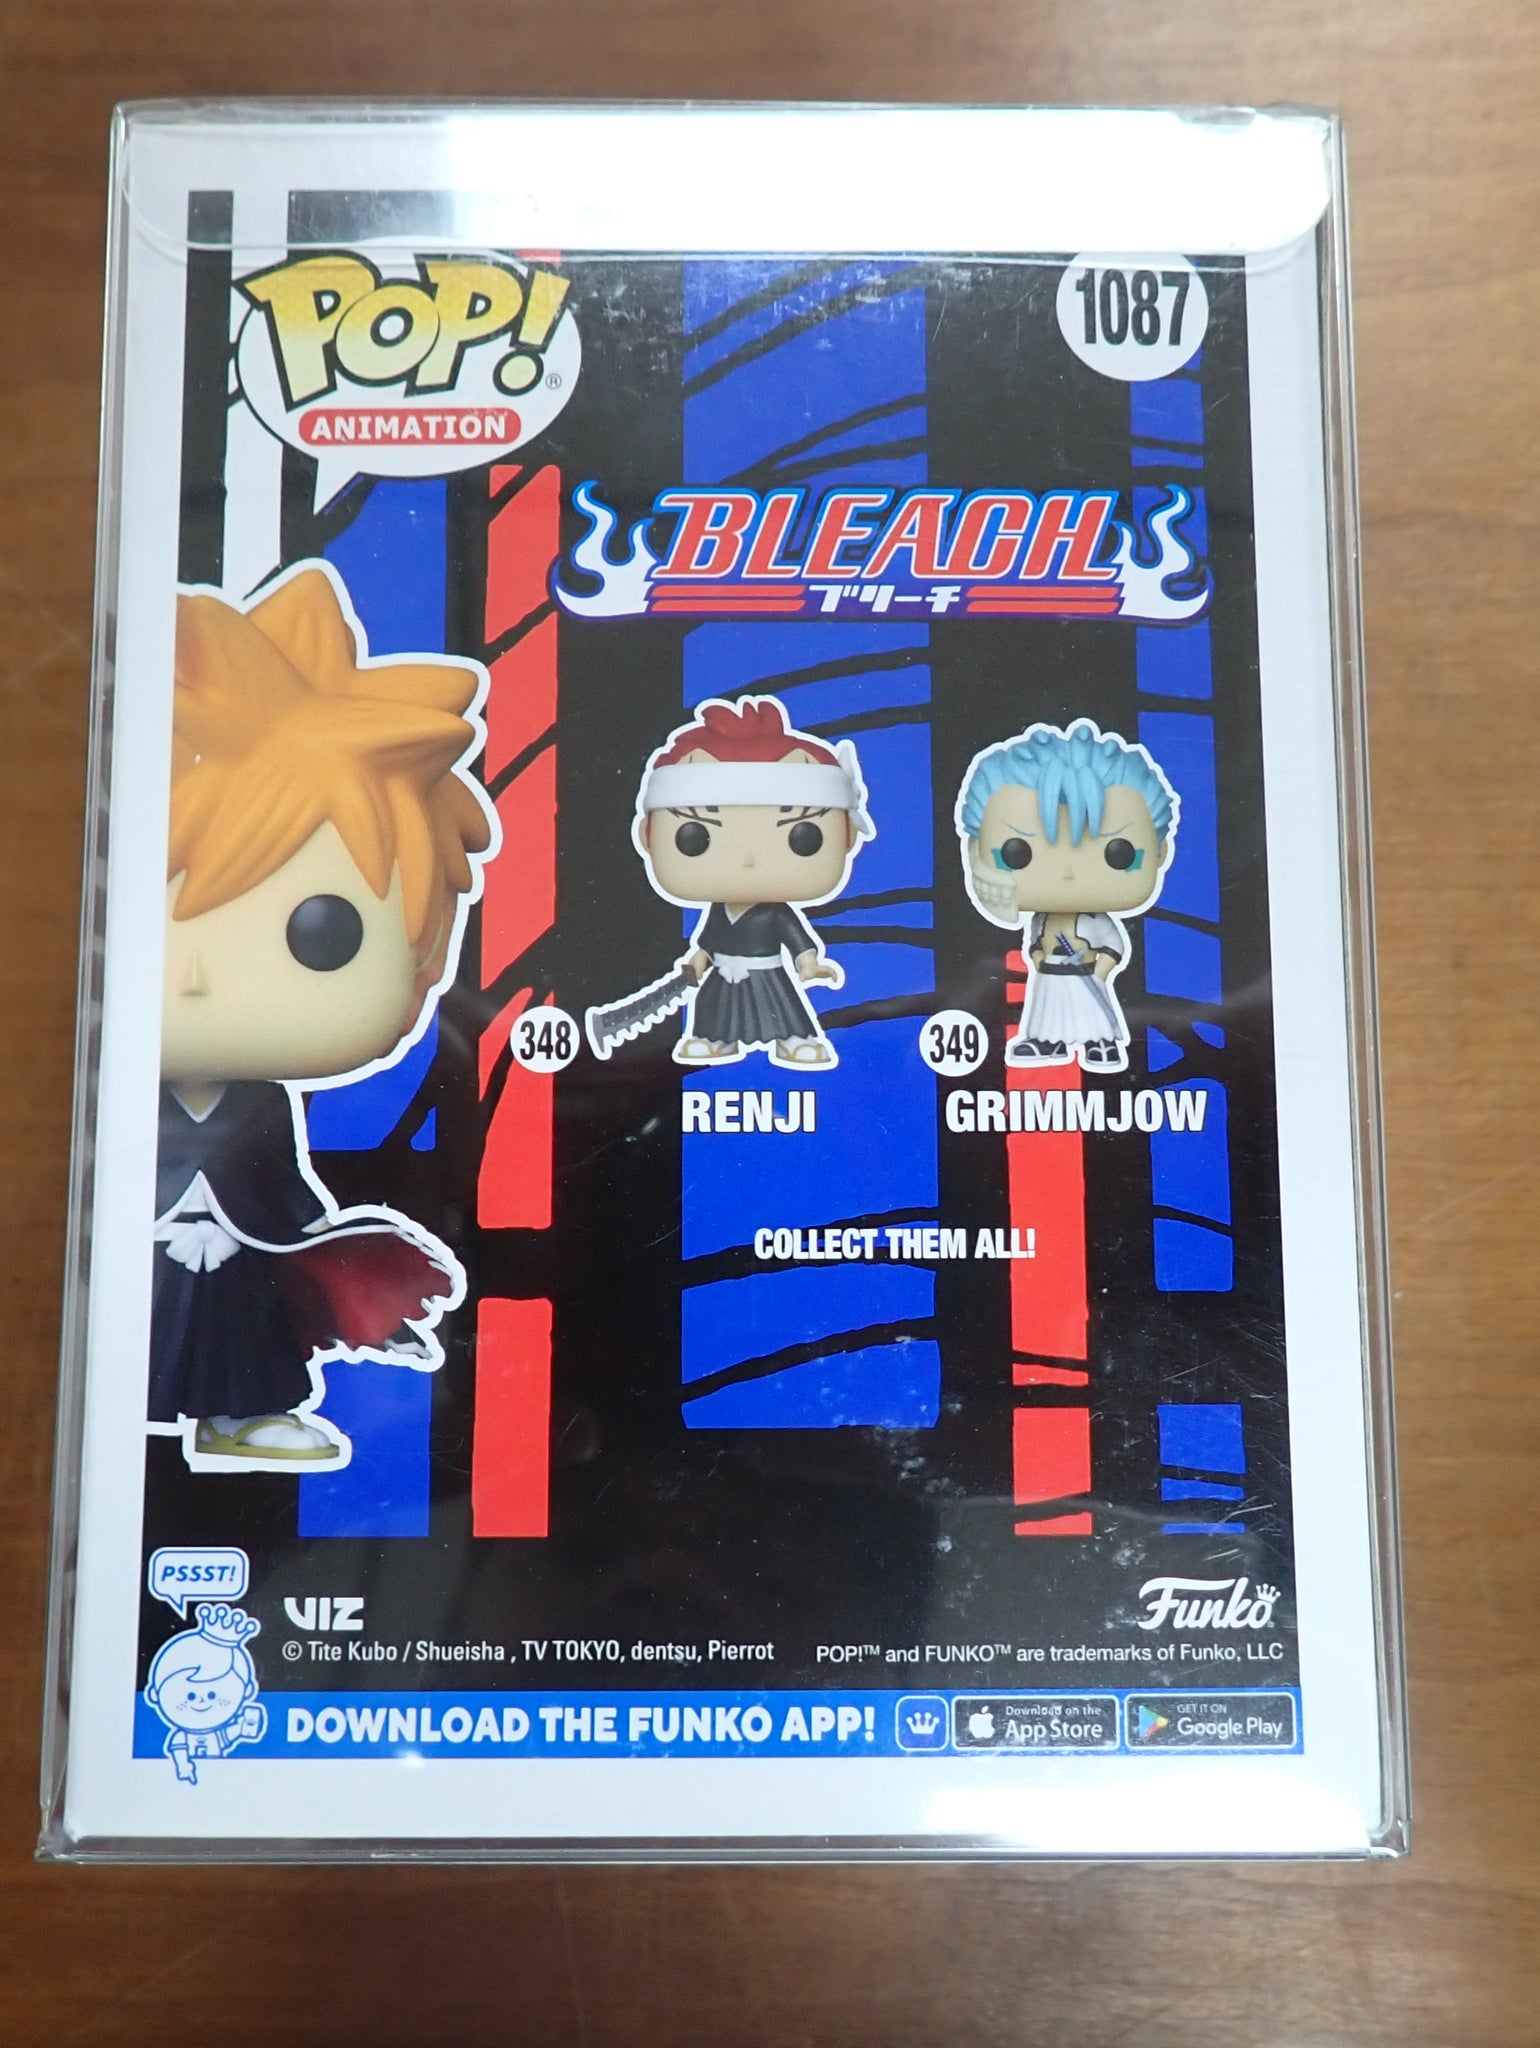 POP!®
ANIMATION
1087
BLEACH
ブリーチ
348
349
RENJI
GRIMMJOW
COLLECT THEM ALL!
PSSST!
VIZ
Funko
© Tite Kubo / Shueisha , TV TOKYO, dentsu, Pierrot
POP!™ and FUNKO™ are trademarks of Funko, LLC
DOWNLOAD THE FUNKO APP!
Download on the
App Store
GET IT ON
Google Play